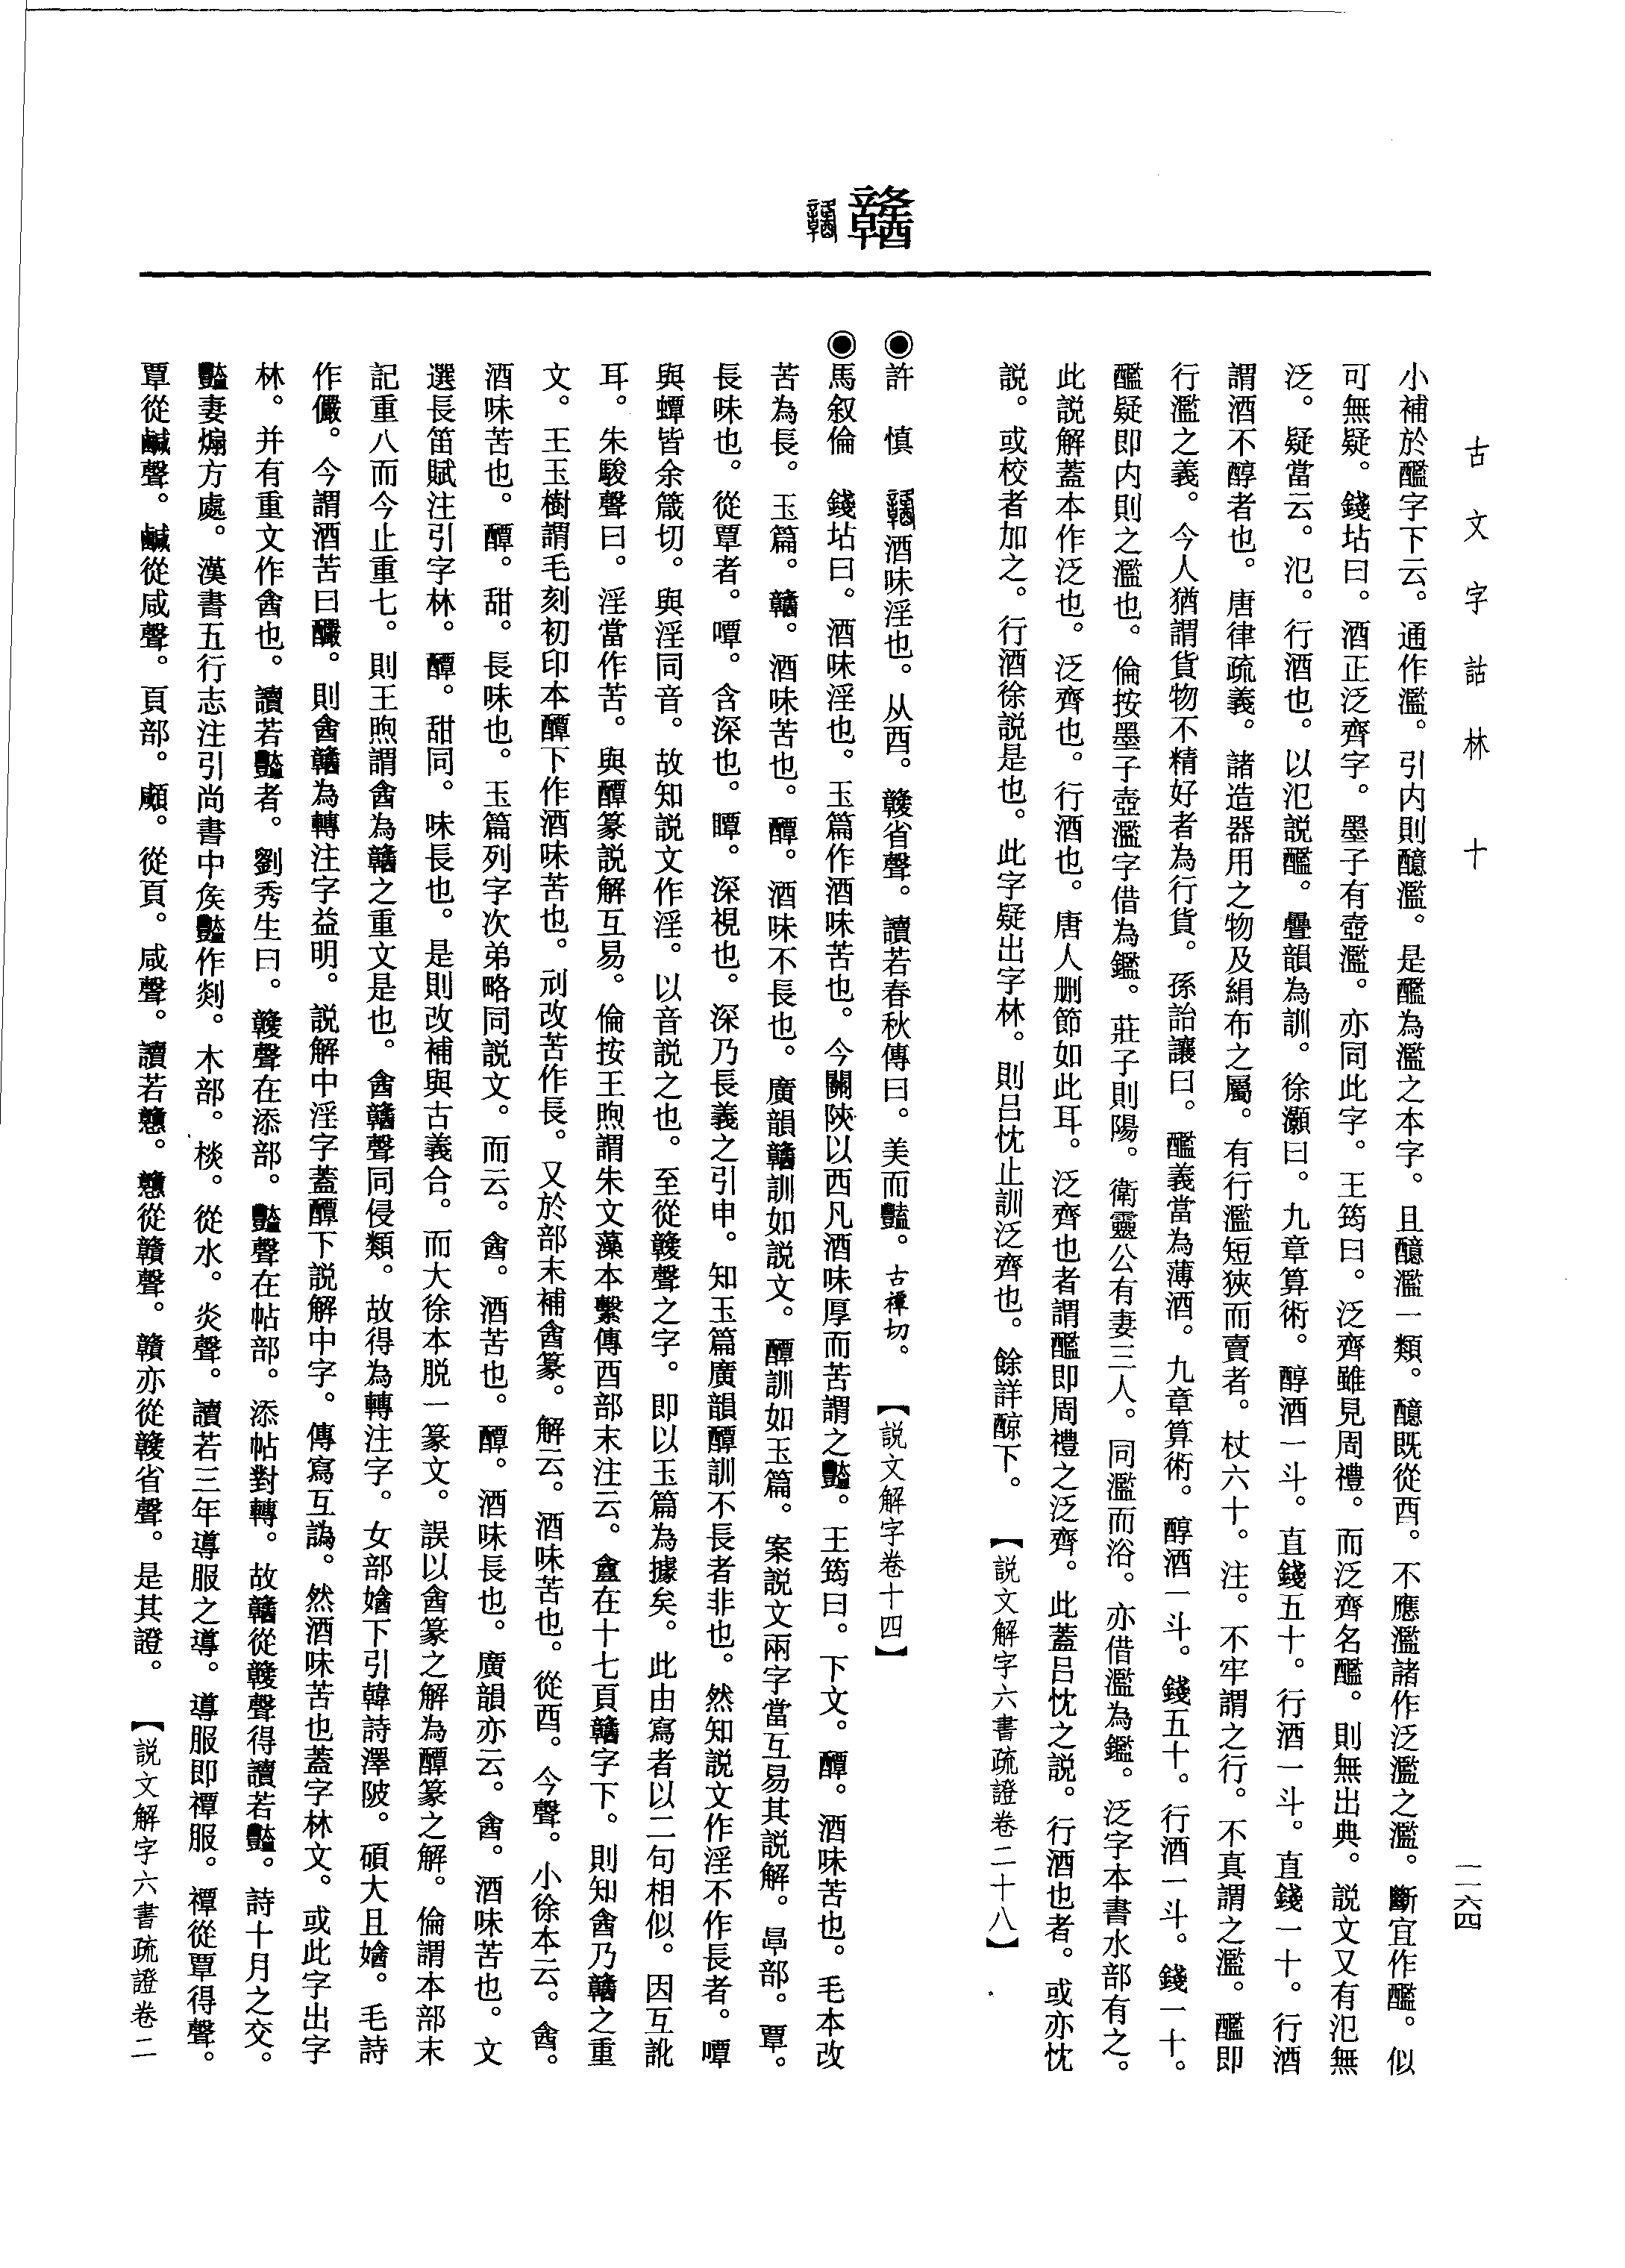 古文字詁林 十
一一六四
小補於醽字下云。通作濫。引内則醷濫。是醽為濫之本字。且醷濫一類。醷既從酉。不應濫諸作泛濫之濫。斷宜作醽。似
可無疑。錢坫曰。酒正泛齊字。墨子有壺濫。亦同此字。王筠曰。泛齊雖見周禮。而泛齊名醽。則無出典。説文又有氾無
泛。疑當云。氾。行酒也。以氾説醽。疊韻為訓。徐灝曰。九章算術。醇酒一斗。直錢五十。行酒一斗。直錢一十。行酒
謂酒不醇者也。唐律疏義。諸造器用之物及絹布之屬。有行濫短狹而賣者。杖六十。注。不牢謂之行。不真謂之濫。醽即
行濫之義。今人猶謂貨物不精好者為行貨。孫詒讓曰。醽義當為薄酒。九章算術。醇酒一斗。錢五十。行酒一斗。錢一十。
醽疑即内則之濫也。倫按墨子壺濫字借為鑑。莊子則陽。衛靈公有妻三人。同濫而浴。亦借濫為鑑。泛字本書水部有之。
此説解蓋本作泛也。泛齊也。行酒也。唐人删節如此耳。泛齊也者謂醽即周禮之泛齊。此蓋吕忱之説。行酒也者。或亦忱
説。或校者加之。行酒徐説是也。此字疑出字林。則吕忱止訓泛齊也。餘詳醇下。 【説文解字六書疏證卷二十八】
◉許 慎 酒味淫也。从酉。竷省聲。讀若春秋傳曰。美而豔。古禫切。 【説文解字卷十四】
◉馬叙倫 錢坫曰。酒味淫也。玉篇作酒味苦也。今關陝以西凡酒味厚而苦謂之豔。王筠曰。下文。醰。酒味苦也。毛本改
苦為長。玉篇。。酒味苦也。醰。酒味不長也。廣韻訓如説文。醰訓如玉篇。案説文兩字當互易其説解。㫗部。覃。
長味也。從覃者。嘾。含深也。瞫。深視也。深乃長義之引申。知玉篇廣韻醰訓不長者非也。然知説文作淫不作長者。嘾
與蟫皆余箴切。與淫同音。故知説文作淫。以音説之也。至從竷聲之字。即以玉篇為據矣。此由寫者以二句相似。因互訛
耳。朱駿聲曰。淫當作苦。與醰篆説解互易。倫按王煦謂朱文藻本繫傳酉部末注云。酓在十七頁字下。則知酓乃之重
文。王玉樹謂毛刻初印本醰下作酒味苦也。刓改苦作長。又於部末補酓篆。解云。酒味苦也。從酉。今聲。小徐本云。酓。
酒味苦也。醰。甜。長味也。玉篇列字次弟略同説文。而云。酓。酒苦也。醰。酒味長也。廣韻亦云。酓。酒味苦也。文
選長笛賦注引字林。醰。甜同。味長也。是則改補與古義合。而大徐本脱一篆文。誤以酓篆之解為醰篆之解。倫謂本部末
記重八而今止重七。則王煦謂酓為之重文是也。酓聲同侵類。故得為轉注字。女部㛪下引韓詩澤陂。碩大且㛪。毛詩
作儼。今謂酒苦曰釅。則酓為轉注字益明。説解中淫字蓋醰下説解中字。傳寫互譌。然酒味苦也蓋字林文。或此字出字
林。并有重文作酓也。讀若豔者。劉秀生曰。竷聲在添部。豔聲在帖部。添帖對轉。故從竷聲得讀若豔。詩十月之交。
豔妻煽方處。漢書五行志注引尚書中矦豔作剡。木部。棪。從水。炎聲。讀若三年導服之導。導服即禫服。禫從覃得聲。
覃從鹹聲。鹹從咸聲。頁部。顑。從頁。咸聲。讀若戇。戇從贛聲。贛亦從竷省聲。是其證。 【説文解字六書疏證卷二